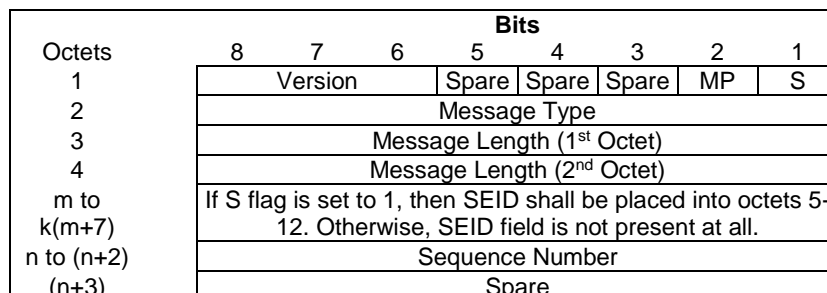 Bits
Octets 8 7 6 5 4 3 2 1
1 Version Spare Spare Spare MP S
2 Message Type
3 Message Length (1st Octet)
4 Message Length (2nd Octet)
m to If S flag is set to 1, then SEID shall be placed into octets 5-
k(m+7) 12. Otherwise, SEID field is not present at all.
n to (n+2) Sequence Number
(n+3) Spare